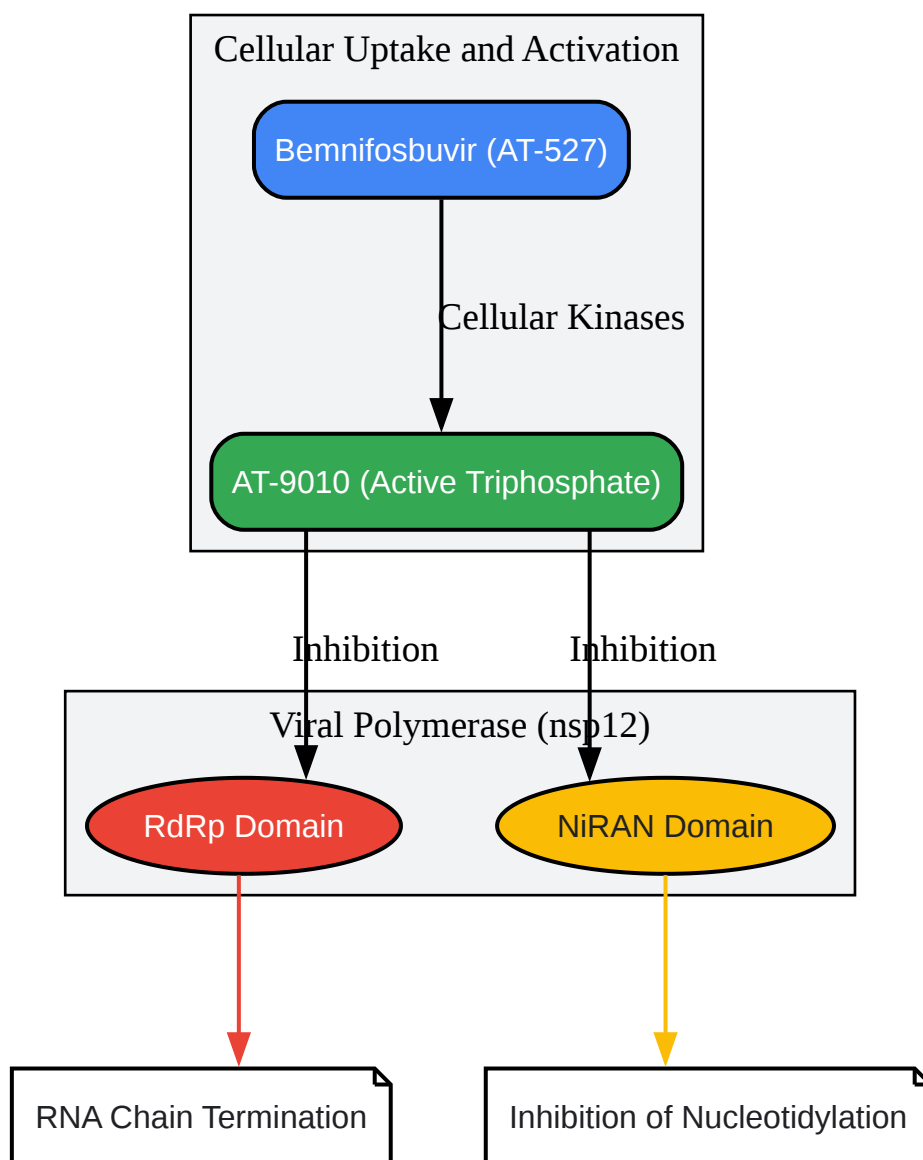 Cellular Uptake and Activation
Bemnifosbuvir (AT-527)
Cellular Kinases
AT-9010 (Active Triphosphate)
Inhibition
Inhibition
Viral Polymerase (nsp12)
RdRp Domain
NiRAN Domain
RNA Chain Termination
Inhibition of Nucleotidylation